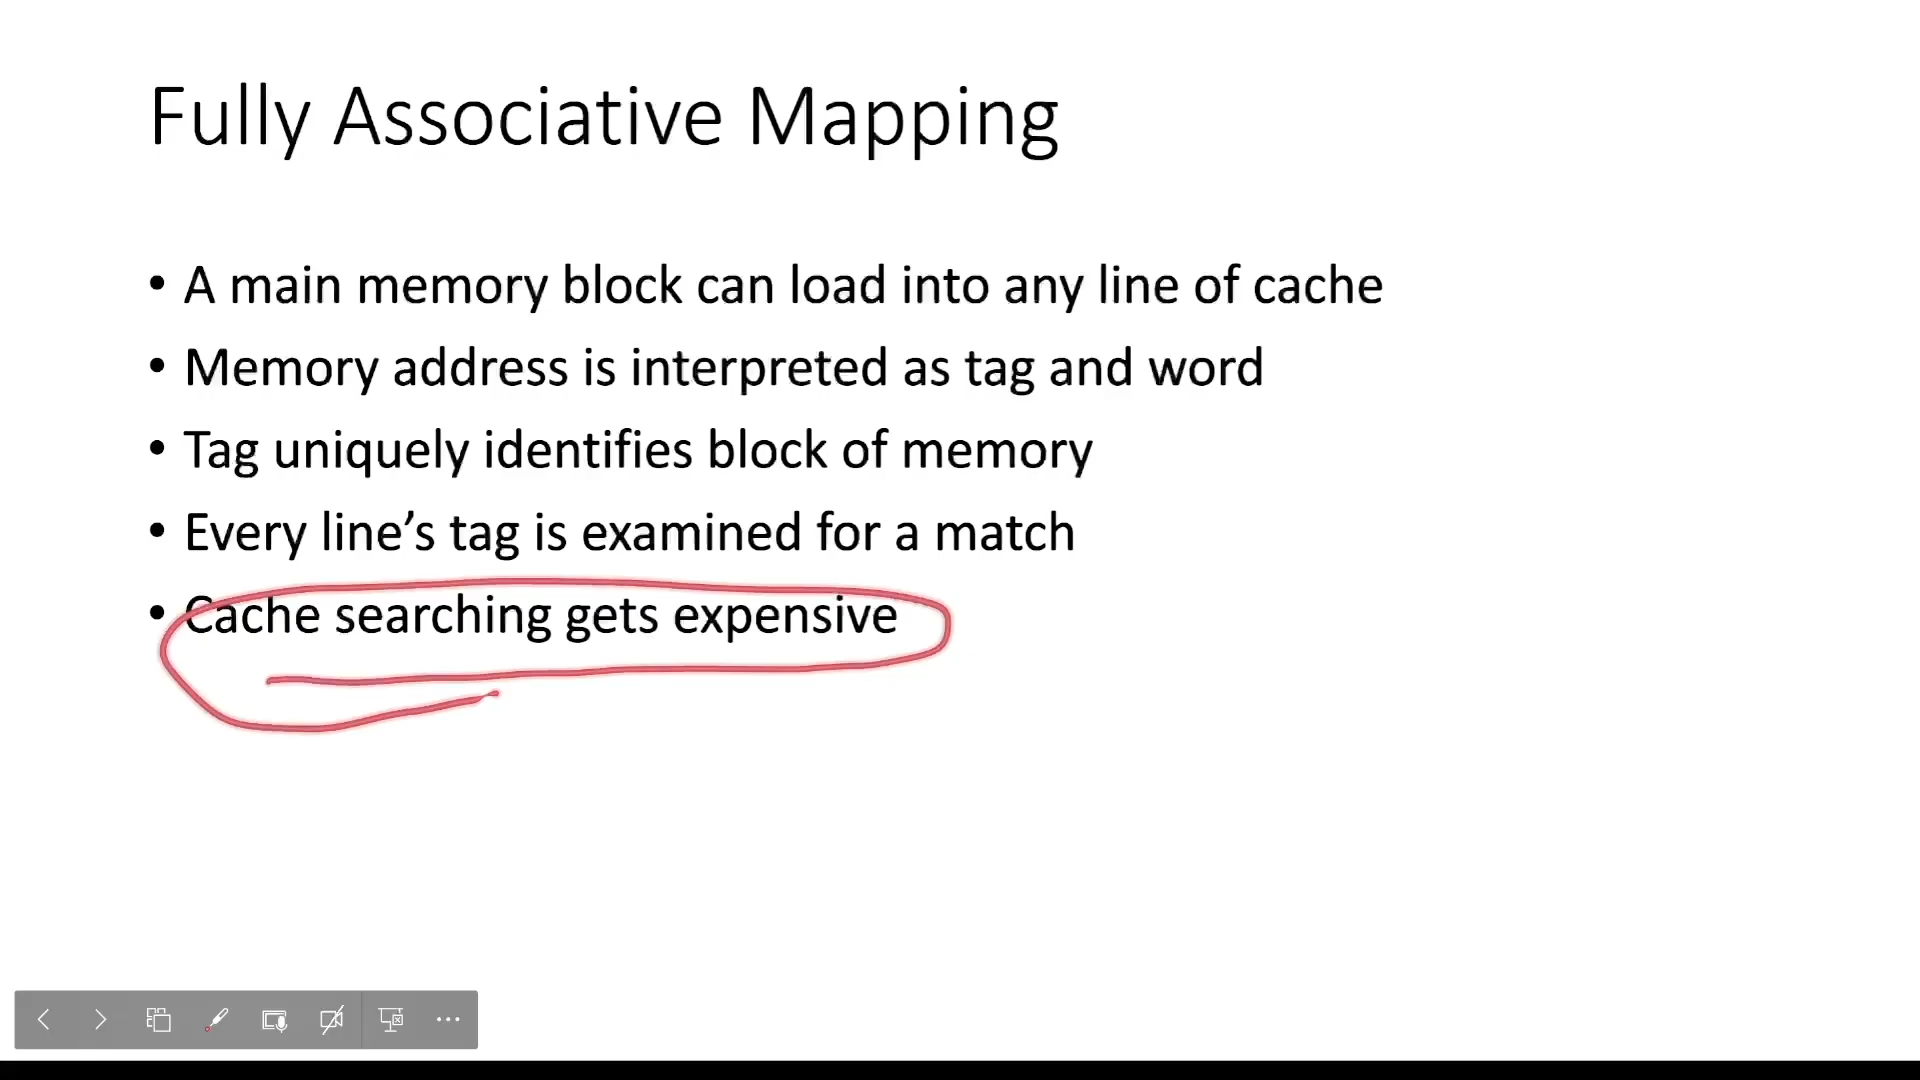 Fully Associative Mapping
• A main memory block can load into any line of cache
• Memory address is interpreted as tag and word
• Tag uniquely identifies block of memory
• Every line’s tag is examined for a match
• Cache searching gets expensive